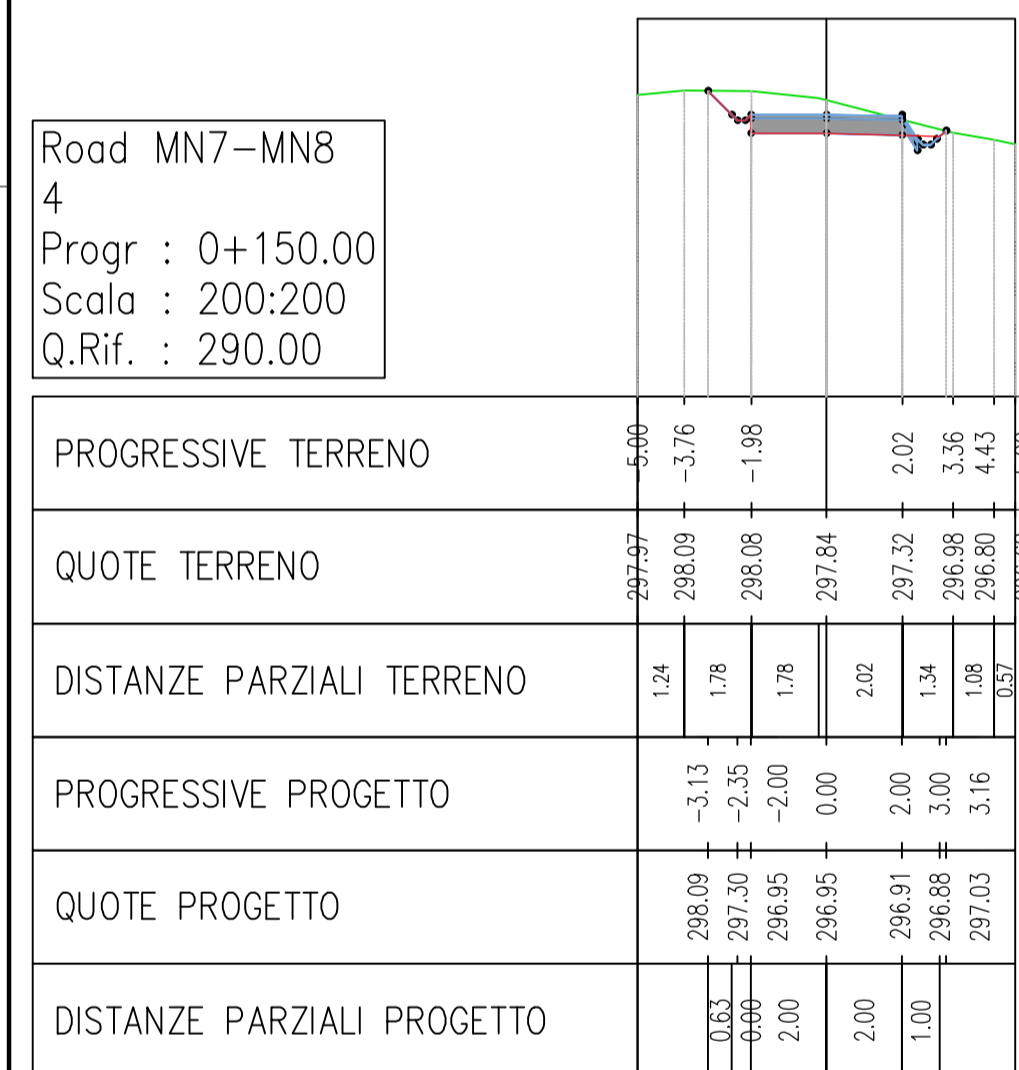 Road MN7-MN8
4
Progr : 0+150.00
Scala : 200:200
Q.Rif. : 290.00
PROGRESSIVE TERRENO -5.00 -3.76 -1.98 2.02 3.36 4.43
QUOTE TERRENO 297.97 298.09 298.08 297.84 297.32 296.98 296.80
DISTANZE PARZIALI TERRENO 1.24 1.78 1.78 2.02 1.34 1.08 0.57
PROGRESSIVE PROGETTO -3.13 -2.35 -2.00 0.00 2.00 3.00 3.16
QUOTE PROGETTO 298.09 297.30 296.95 296.95 296.91 296.88 297.03
DISTANZE PARZIALI PROGETTO 0.63 0.00 2.00 2.00 1.00